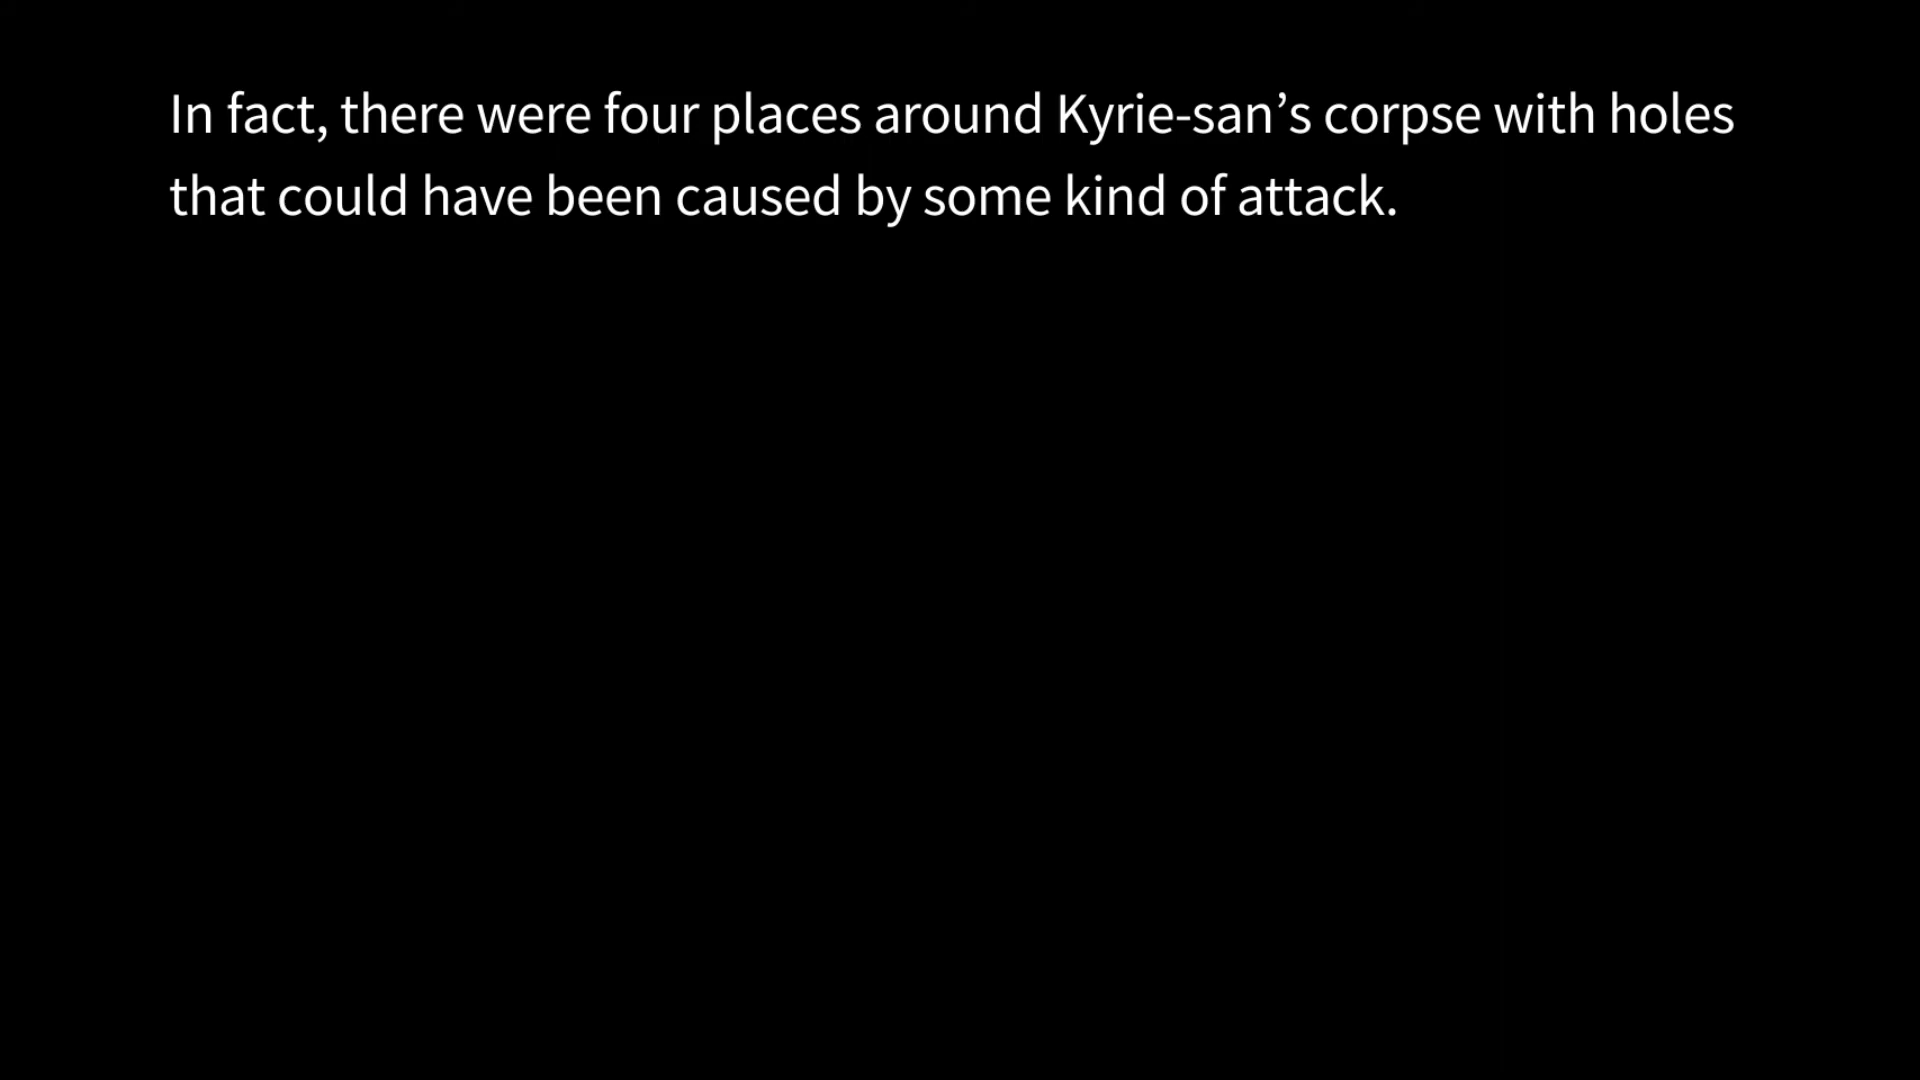 In fact, there were four places around Kyrie-san’s corpse with holes
that could have been caused by some kind of attack.